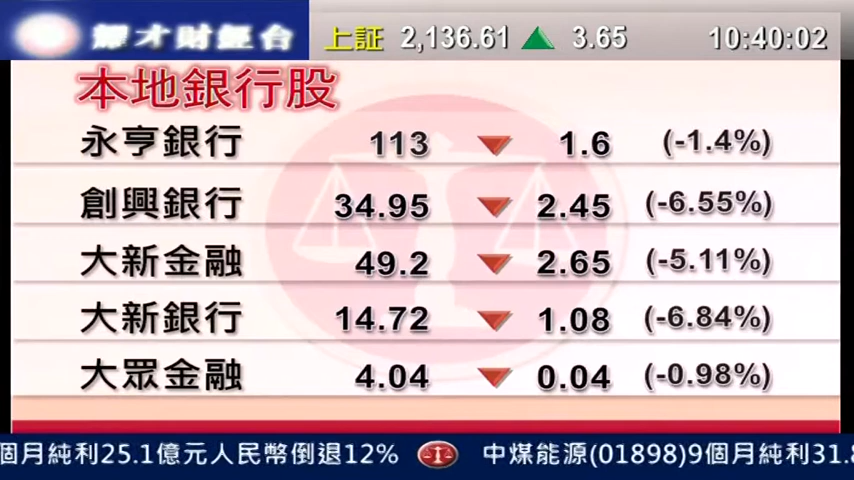 耀才財經台 上証 2,136.61 ▲ 3.65 10:40:02
本地銀行股
永亨銀行 113 ▼ 1.6 (-1.4%)
創興銀行 34.95 ▼ 2.45 (-6.55%)
大新金融 49.2 ▼ 2.65 (-5.11%)
大新銀行 14.72 ▼ 1.08 (-6.84%)
大眾金融 4.04 ▼ 0.04 (-0.98%)
個月純利25.1億元人民幣倒退12% 中煤能源(01898)9個月純利31.8